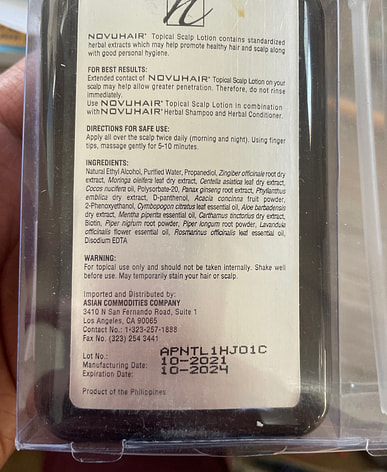 n
NOVUHAIR® Topical Scalp Lotion contains standardized
herbal extracts which may help promote healthy hair and scalp along
with good personal hygiene.
FOR BEST RESULTS:
Extended contact of NOVUHAIR® Topical Scalp Lotion on your
scalp may help allow greater penetration. Therefore, do not rinse
immediately.
Use NOVUHAIR® Topical Scalp Lotion in combination
with NOVUHAIR® Herbal Shampoo and Herbal Conditioner.
DIRECTIONS FOR SAFE USE:
Apply all over the scalp twice daily (morning and night). Using finger
tips, massage gently for 5-10 minutes.
INGREDIENTS:
Natural Ethyl Alcohol, Purified Water, Propanediol, Zingiber officinale root dry
extract, Moringa oleifera leaf dry extract, Centella asiatica leaf dry extract,
Cocos nucifera oil, Polysorbate-20, Panax ginseng root extract, Phyllanthus
emblica dry extract, D-panthenol, Acacia concinna fruit powder,
2-Phenoxyethanol, Cymbopogon citratus leaf essential oil, Aloe barbadensis
dry extract, Mentha piperita essential oil, Carthamus tinctorius dry extract,
Biotin, Piper nigrum root powder, Piper longum root powder, Lavandula
officinalis flower essential oil, Rosmarinus officinalis leaf essential oil,
Disodium EDTA
WARNING:
For topical use only and should not be taken internally. Shake well
before use. May temporarily stain your hair or scalp.
Imported and Distributed by:
ASIAN COMMODITIES COMPANY
3410 N San Fernando Road, Suite 1
Los Angeles, CA 90065
Contact No.: 1-323-257-1888
Fax No. (323) 254 3441
Lot No.: APNTL1HJ01C
Manufacturing Date: 10-2021
Expiration Date: 10-2024
Product of the Philippines